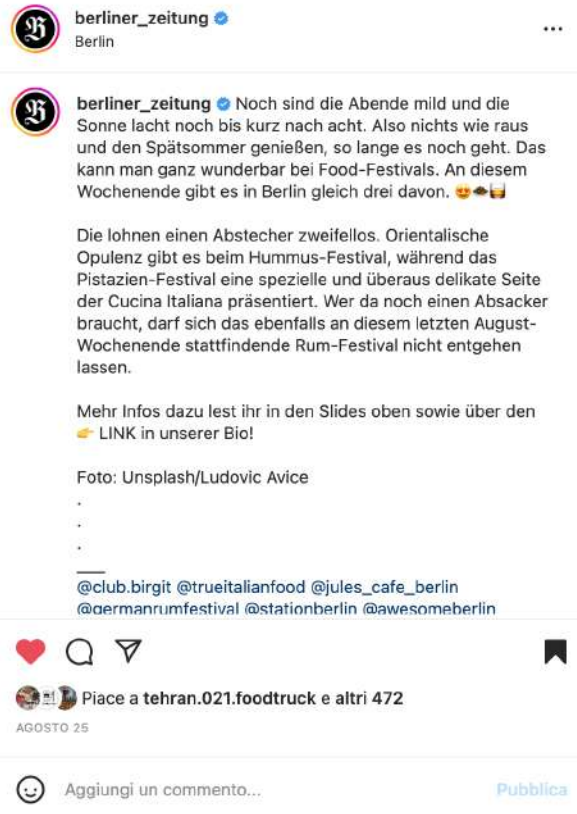 berliner_zeitung
Berlin
berliner_zeitung Noch sind die Abende mild und die
Sonne lacht noch bis kurz nach acht. Also nichts wie raus
und den Spätsommer genießen, so lange es noch geht. Das
kann man ganz wunderbar bei Food-Festivals. An diesem
Wochenende gibt es in Berlin gleich drei davon. 😍🧆🥃
Die lohnen einen Abstecher zweifellos. Orientalische
Opulenz gibt es beim Hummus-Festival, während das
Pistazien-Festival eine spezielle und überaus delikate Seite
der Cucina Italiana präsentiert. Wer da noch einen Absacker
braucht, darf sich das ebenfalls an diesem letzten August-
Wochenende stattfindende Rum-Festival nicht entgehen
lassen.
Mehr Infos dazu lest ihr in den Slides oben sowie über den
👉 LINK in unserer Bio!
Foto: Unsplash/Ludovic Avice
.
.
.
___
@club.birgit @trueitalianfood @jules_cafe_berlin
@germanrumfestival @stationberlin @awesomeberlin
Piace a tehran.021.foodtruck e altri 472
AGOSTO 25
Aggiungi un commento...
Pubblica